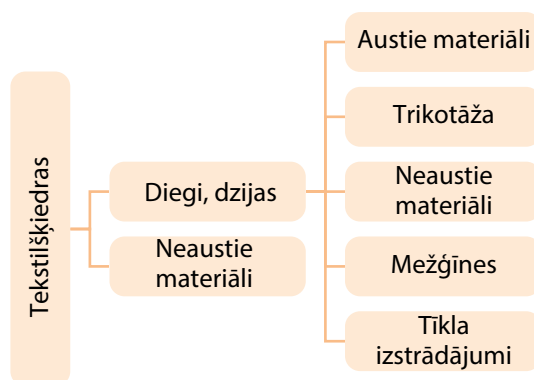 Tekstilšķiedras
Diegi, dzijas
Neaustie
materiāli
Austie materiāli
Trikotāža
Neaustie
materiāli
Mežģīnes
Tīkla
izstrādājumi